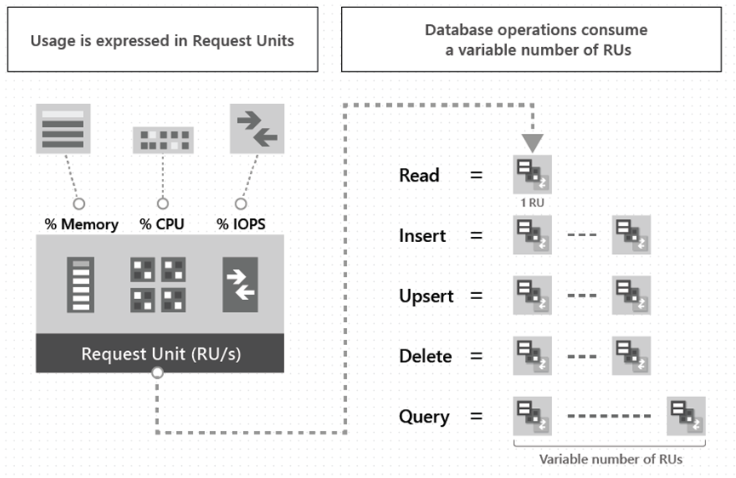 Usage is expressed in Request Units
Database operations consume
a variable number of RUs
% Memory
% CPU
% IOPS
Request Unit (RU/s)
Read =
1 RU
Insert =
Upsert =
Delete =
Query =
Variable number of RUs